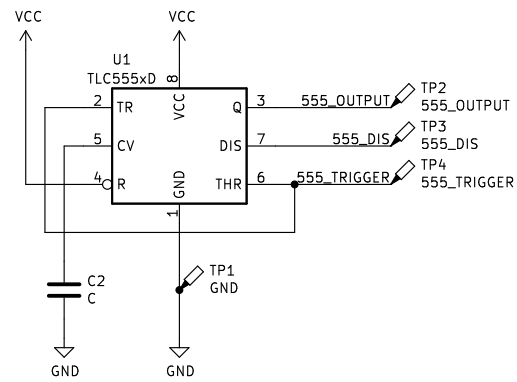 VCC
VCC
U1
TLC555xD
8
VCC
2
TR
Q
3
555_OUTPUT
TP2
555_OUTPUT
5
CV
DIS
7
555_DIS
TP3
555_DIS
4
R
GND
THR
6
555_TRIGGER
TP4
555_TRIGGER
1
TP1
GND
C2
C
GND
GND